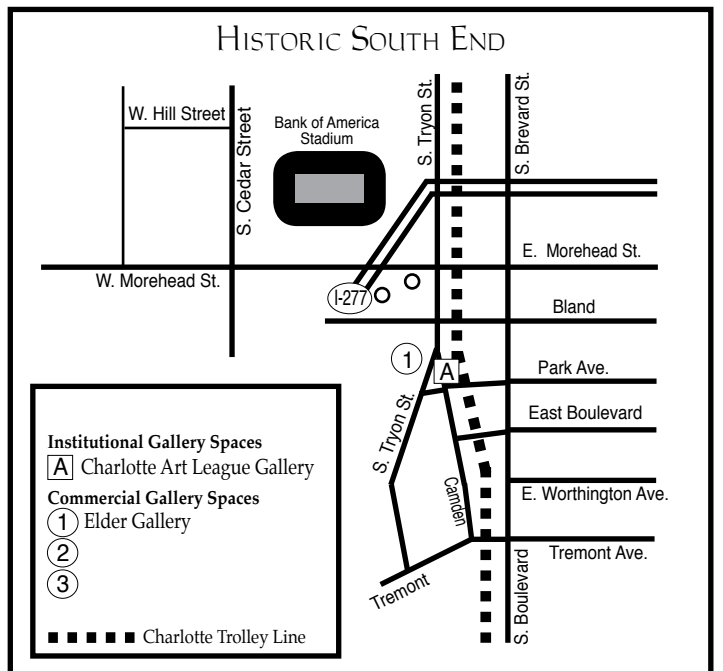 HISTORIC SOUTH END
W. Hill Street
S. Cedar Street
Bank of America
Stadium
S. Tryon St.
S. Brevard St.
W. Morehead St.
E. Morehead St.
I-277
Bland
1
A
Park Ave.
S. Tryon St.
East Boulevard
Camden
E. Worthington Ave.
Tremont
Tremont Ave.
S. Boulevard
Institutional Gallery Spaces
A Charlotte Art League Gallery
Commercial Gallery Spaces
1 Elder Gallery
2
3
Charlotte Trolley Line